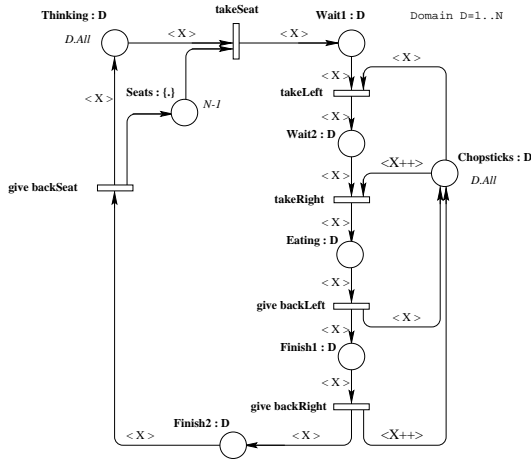 takeSeat
Thinking : D
< X >
< X >
Wait1 : D
Domain D=1..N
D.All
< X >
< X >
< X >
Seats : {.}
takeLeft
N-1
< X >
Wait2 : D
< X >
<X++>
Chopsticks : D
D.All
give backSeat
takeRight
< X >
Eating : D
< X >
give backLeft
< X >
< X >
Finish1 : D
< X >
give backRight
Finish2 : D
< X >
< X >
<X++>